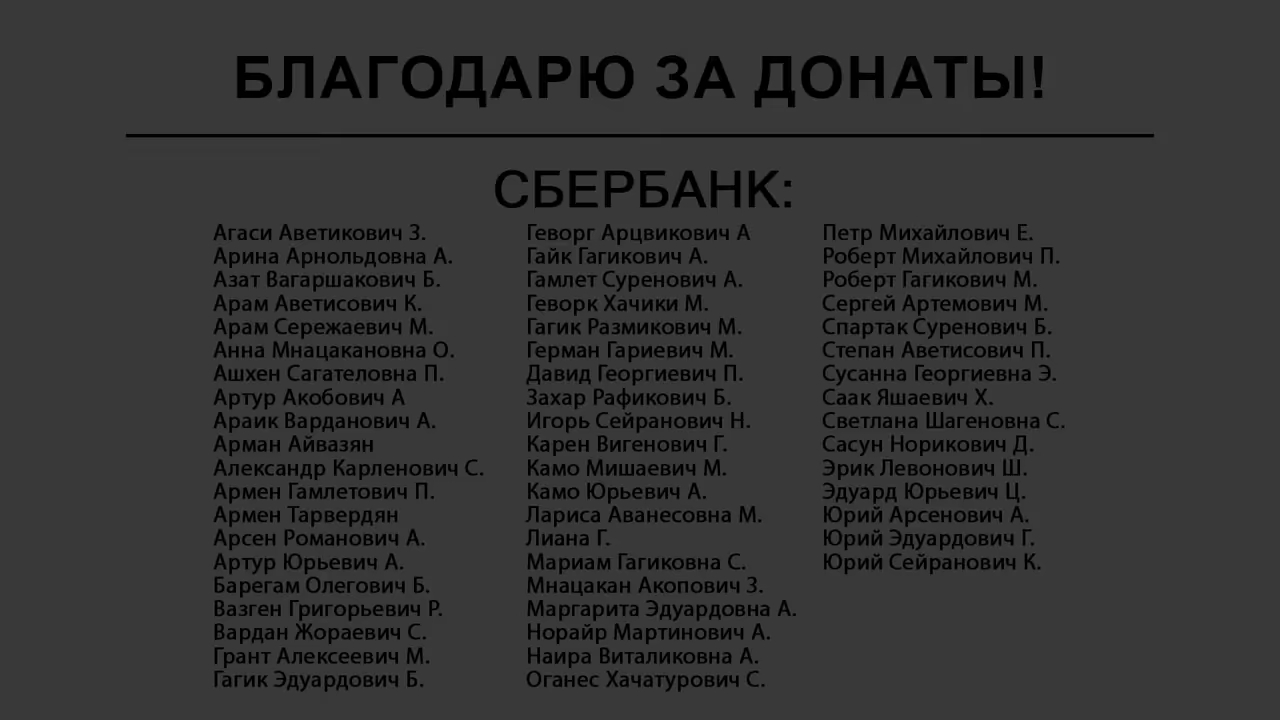 БЛАГОДАРЮ ЗА ДОНАТЫ!
СБЕРБАНК:
Агаси Аветикович З.
Арина Арнольдовна А.
Азат Вагаршакович Б.
Арам Аветисович К.
Арам Сережаевич М.
Анна Мнацакановна О.
Ашхен Сагателовна П.
Артур Акобович А
Араик Варданович А.
Арман Айвазян
Александр Карленович С.
Армен Гамлетович П.
Армен Тарвердян
Арсен Романович А.
Артур Юрьевич А.
Барегам Олегович Б.
Вазген Григорьевич Р.
Вардан Жораевич С.
Грант Алексеевич М.
Гагик Эдуардович Б.
Геворг Арцвикович А
Гайк Гагикович А.
Гамлет Суренович А.
Геворк Хачики М.
Гагик Размикович М.
Герман Гариевич М.
Давид Георгиевич П.
Захар Рафикович Б.
Игорь Сейранович Н.
Карен Вигенович Г.
Камо Мишаевич М.
Камо Юрьевич А.
Лариса Аванесовна М.
Лиана Г.
Мариам Гагиковна С.
Мнацакан Акопович З.
Маргарита Эдуардовна А.
Норайр Мартинович А.
Наира Виталиковна А.
Оганес Хачатурович С.
Петр Михайлович Е.
Роберт Михайлович П.
Роберт Гагикович М.
Сергей Артемович М.
Спартак Суренович Б.
Степан Аветисович П.
Сусанна Георгиевна Э.
Саак Яшаевич Х.
Светлана Шагеновна С.
Сасун Норикович Д.
Эрик Левонович Ш.
Эдуард Юрьевич Ц.
Юрий Арсенович А.
Юрий Эдуардович Г.
Юрий Сейранович К.